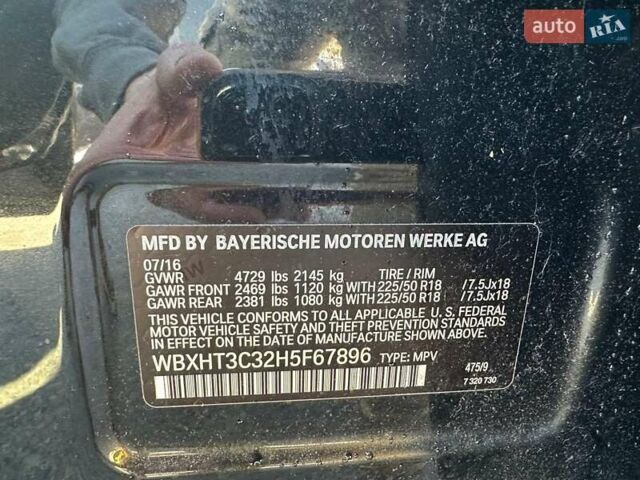 auto RIA .com
MFD BY BAYERISCHE MOTOREN WERKE AG
07/16
GVWR 4729 lbs 2145 kg TIRE / RIM
GAWR FRONT 2469 lbs 1120 kg WITH 225/50 R18 /7.5Jx18
GAWR REAR 2381 lbs 1080 kg WITH 225/50 R18 /7.5Jx18
THIS VEHICLE CONFORMS TO ALL APPLICABLE U. S. FEDERAL
MOTOR VEHICLE SAFETY AND THEFT PREVENTION STANDARDS
IN EFFECT ON THE DATE OF MANUFACTURE SHOWN ABOVE.
WBXHT3C32H5F67896 TYPE: MPV
475/9
7 320 730